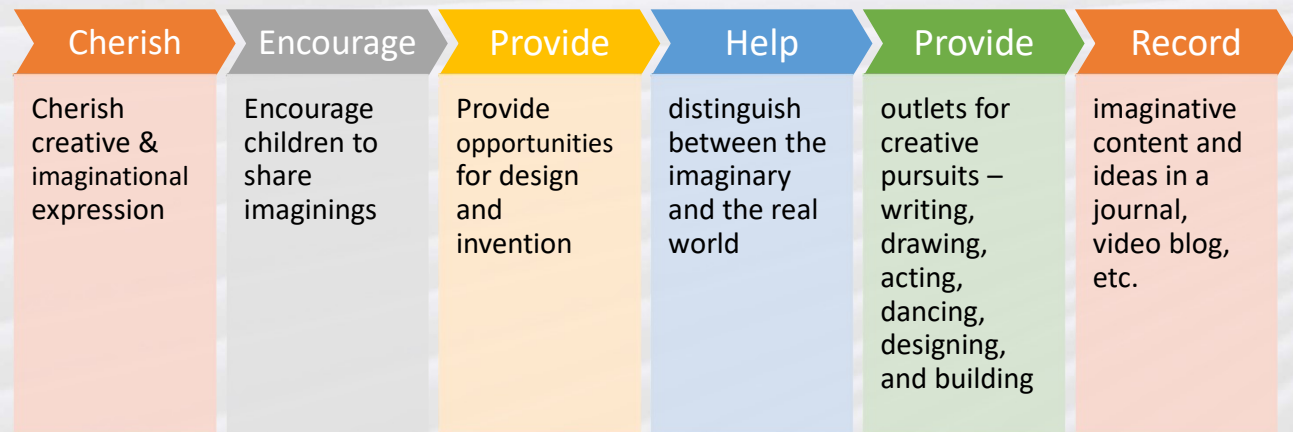 Cherish
Cherish
creative &
imaginational
expression
Encourage
Encourage
children to
share
imaginings
Provide
Provide
opportunities
for design
and
invention
Help
distinguish
between the
imaginary
and the real
world
Provide
outlets for
creative
pursuits –
writing,
drawing,
acting,
dancing,
designing,
and building
Record
imaginative
content and
ideas in a
journal,
video blog,
etc.